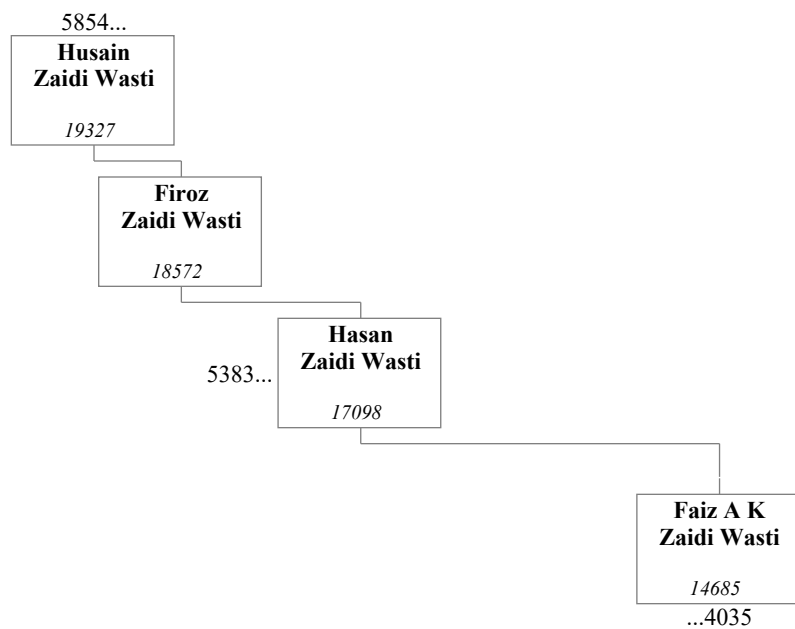 5854...
Husain
Zaidi Wasti
19327
Firoz
Zaidi Wasti
18572
Hasan
Zaidi Wasti
5383...
17098
Faiz A K
Zaidi Wasti
14685
...4035